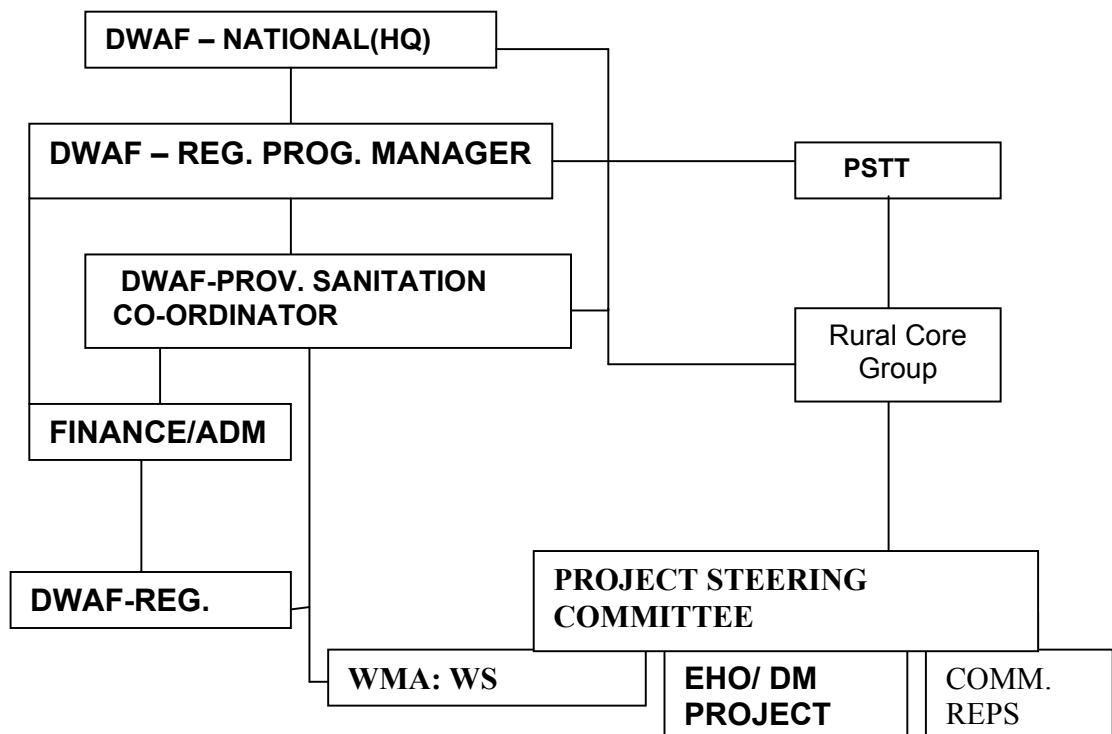 DWAF – NATIONAL(HQ)
DWAF – REG. PROG. MANAGER
PSTT
DWAF-PROV. SANITATION
CO-ORDINATOR
Rural Core
Group
FINANCE/ADM
DWAF-REG.
PROJECT STEERING
COMMITTEE
WMA: WS
EHO/ DM
PROJECT
COMM.
REPS